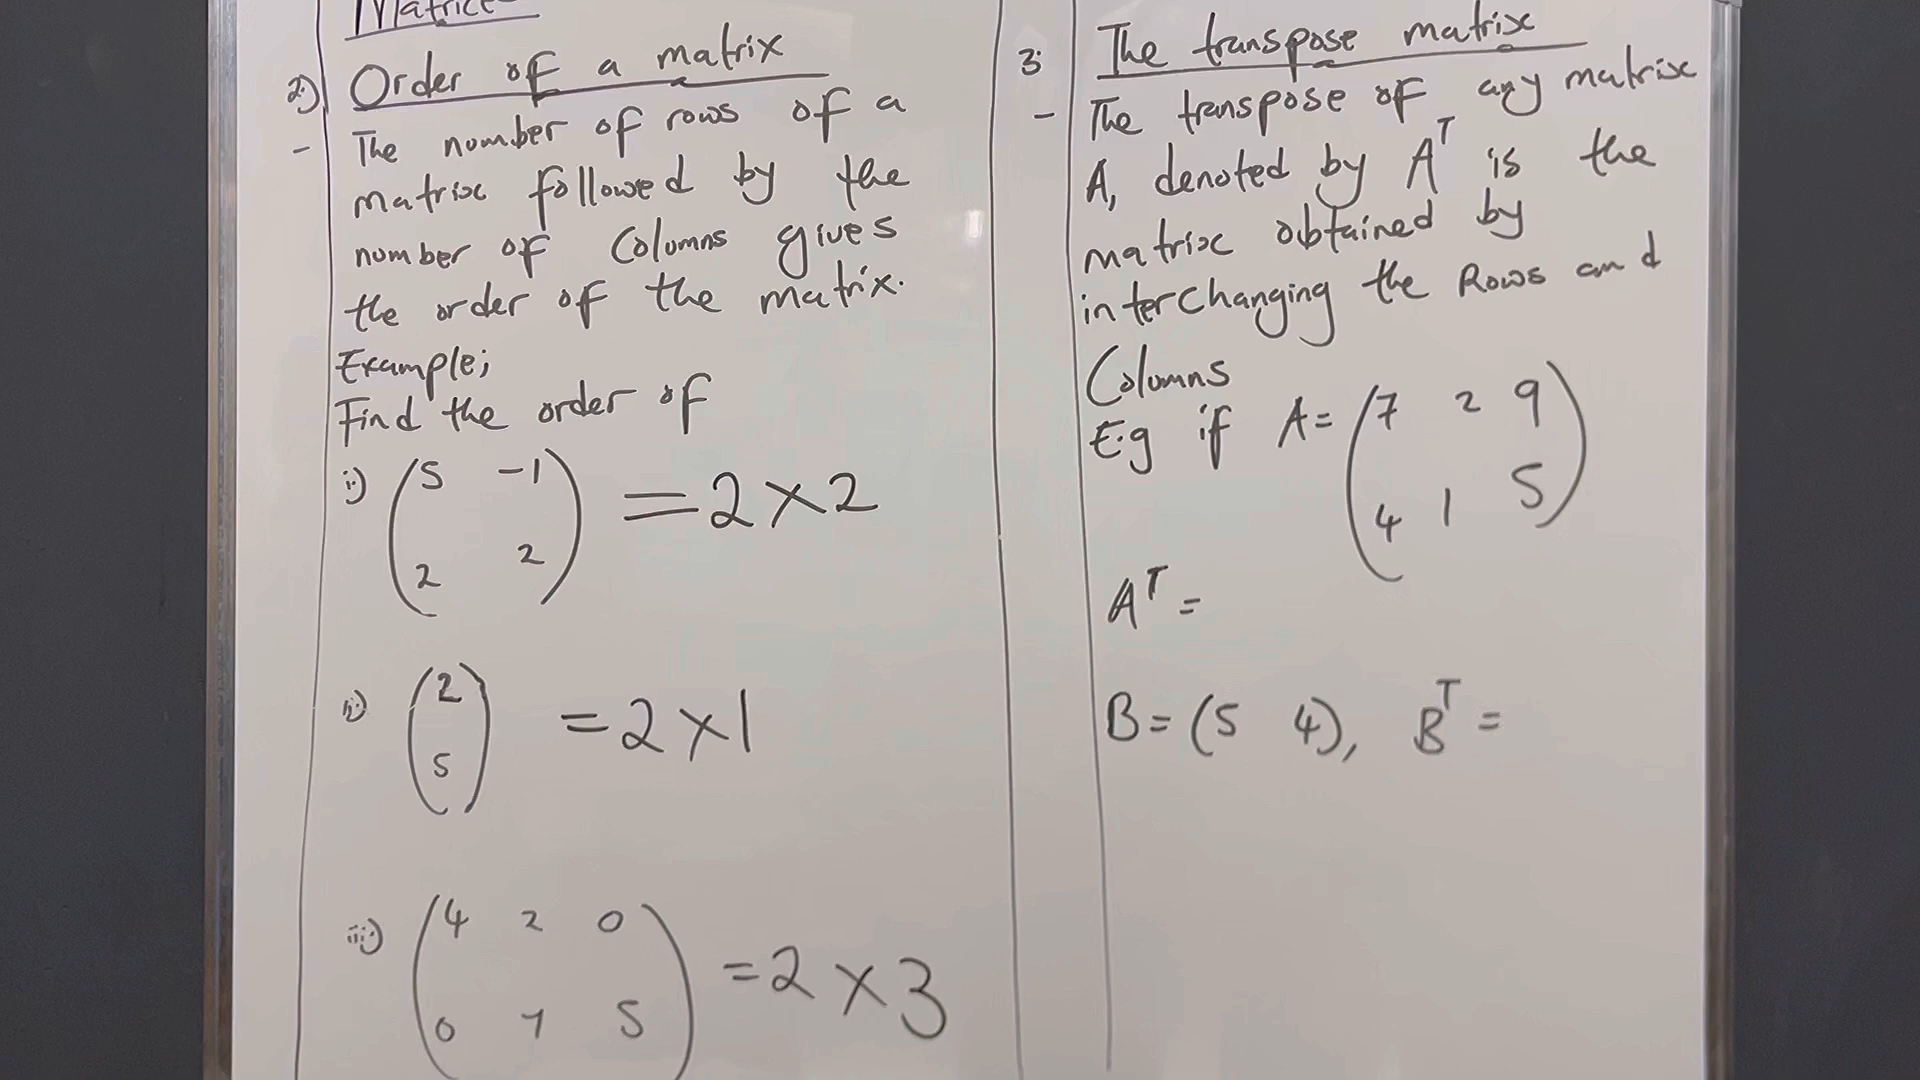 Matrice
2) Order of a matrix
- The number of rows of a
matrix followed by the
number of Columns gives
the order of the matrix.
Example;
Find the order of
i) (5 -1
2 2) = 2 × 2
ii) (2
5) = 2 × 1
iii) (4 2 0
0 7 5) = 2 × 3
3. The transpose matrix
- The transpose of any matrix
A, denoted by Aᵀ is the
matrix obtained by
interchanging the Rows and
Columns
E.g if A = (7 2 9
4 1 5)
Aᵀ =
B = (5 4), Bᵀ =